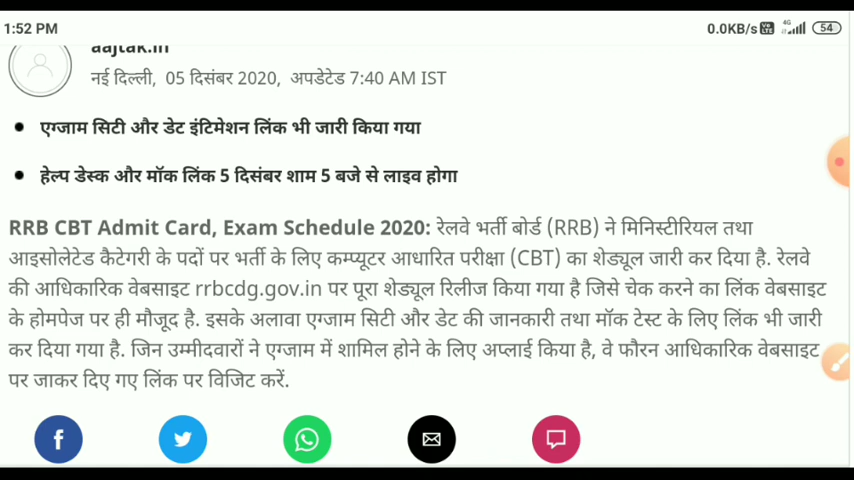 1:52 PM 0.0KB/s 4G 54
aajtak.in
नई दिल्ली, 05 दिसंबर 2020, अपडेटेड 7:40 AM IST
एग्जाम सिटी और डेट इंटिमेशन लिंक भी जारी किया गया
हेल्प डेस्क और मॉक लिंक 5 दिसंबर शाम 5 बजे से लाइव होगा
RRB CBT Admit Card, Exam Schedule 2020: रेलवे भर्ती बोर्ड (RRB) ने मिनिस्टीरियल तथा
आइसोलेटेड कैटेगरी के पदों पर भर्ती के लिए कम्प्यूटर आधारित परीक्षा (CBT) का शेड्यूल जारी कर दिया है. रेलवे
की आधिकारिक वेबसाइट rrbcdg.gov.in पर पूरा शेड्यूल रिलीज किया गया है जिसे चेक करने का लिंक वेबसाइट
के होमपेज पर ही मौजूद है. इसके अलावा एग्जाम सिटी और डेट की जानकारी तथा मॉक टेस्ट के लिए लिंक भी जारी
कर दिया गया है. जिन उम्मीदवारों ने एग्जाम में शामिल होने के लिए अप्लाई किया है, वे फौरन आधिकारिक वेबसाइट
पर जाकर दिए गए लिंक पर विजिट करें.